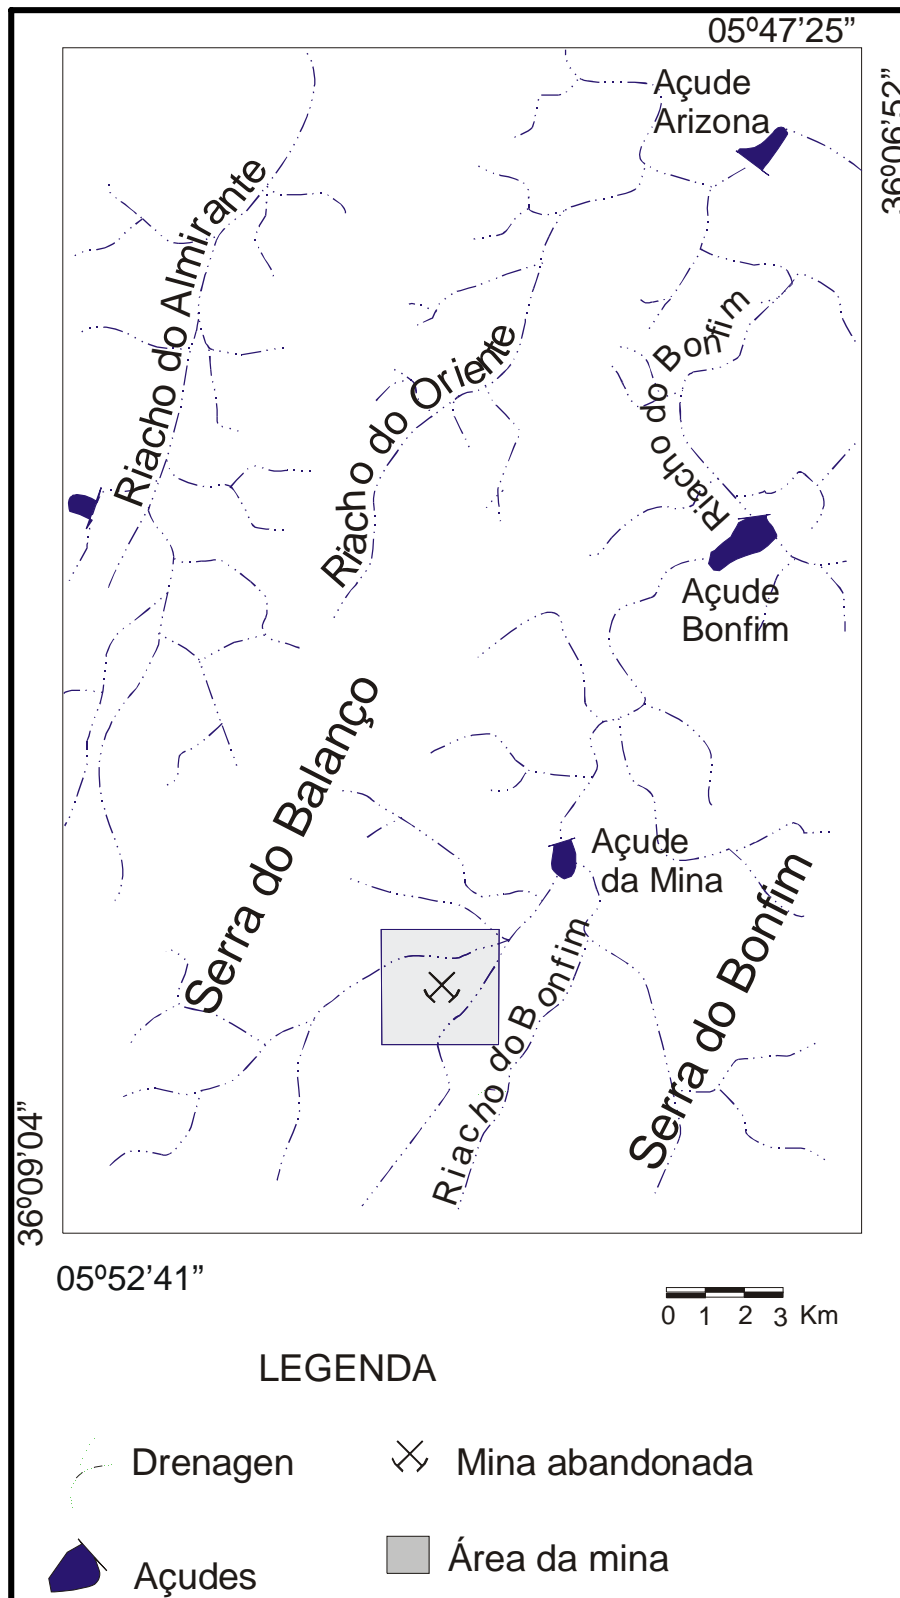 05º47'25”
36º06'52”
Açude
Arizona
Riacho do Almirante
Riacho do Oriente
Riacho do Bonfim
Açude
Bonfim
Serra do Balanço
Açude
da Mina
Riacho do Bonfim
Serra do Bonfim
36º09'04”
05º52'41”
0 1 2 3 Km
LEGENDA
Drenagen
Mina abandonada
Açudes
Área da mina